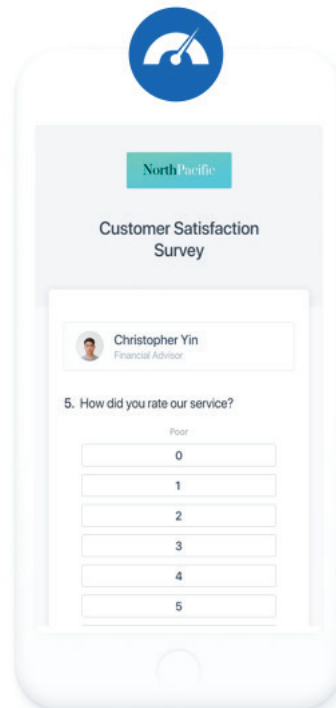 NorthPacific
Customer Satisfaction
Survey
Christopher Yin
Financial Advisor
5. How did you rate our service?
Poor
0
1
2
3
4
5